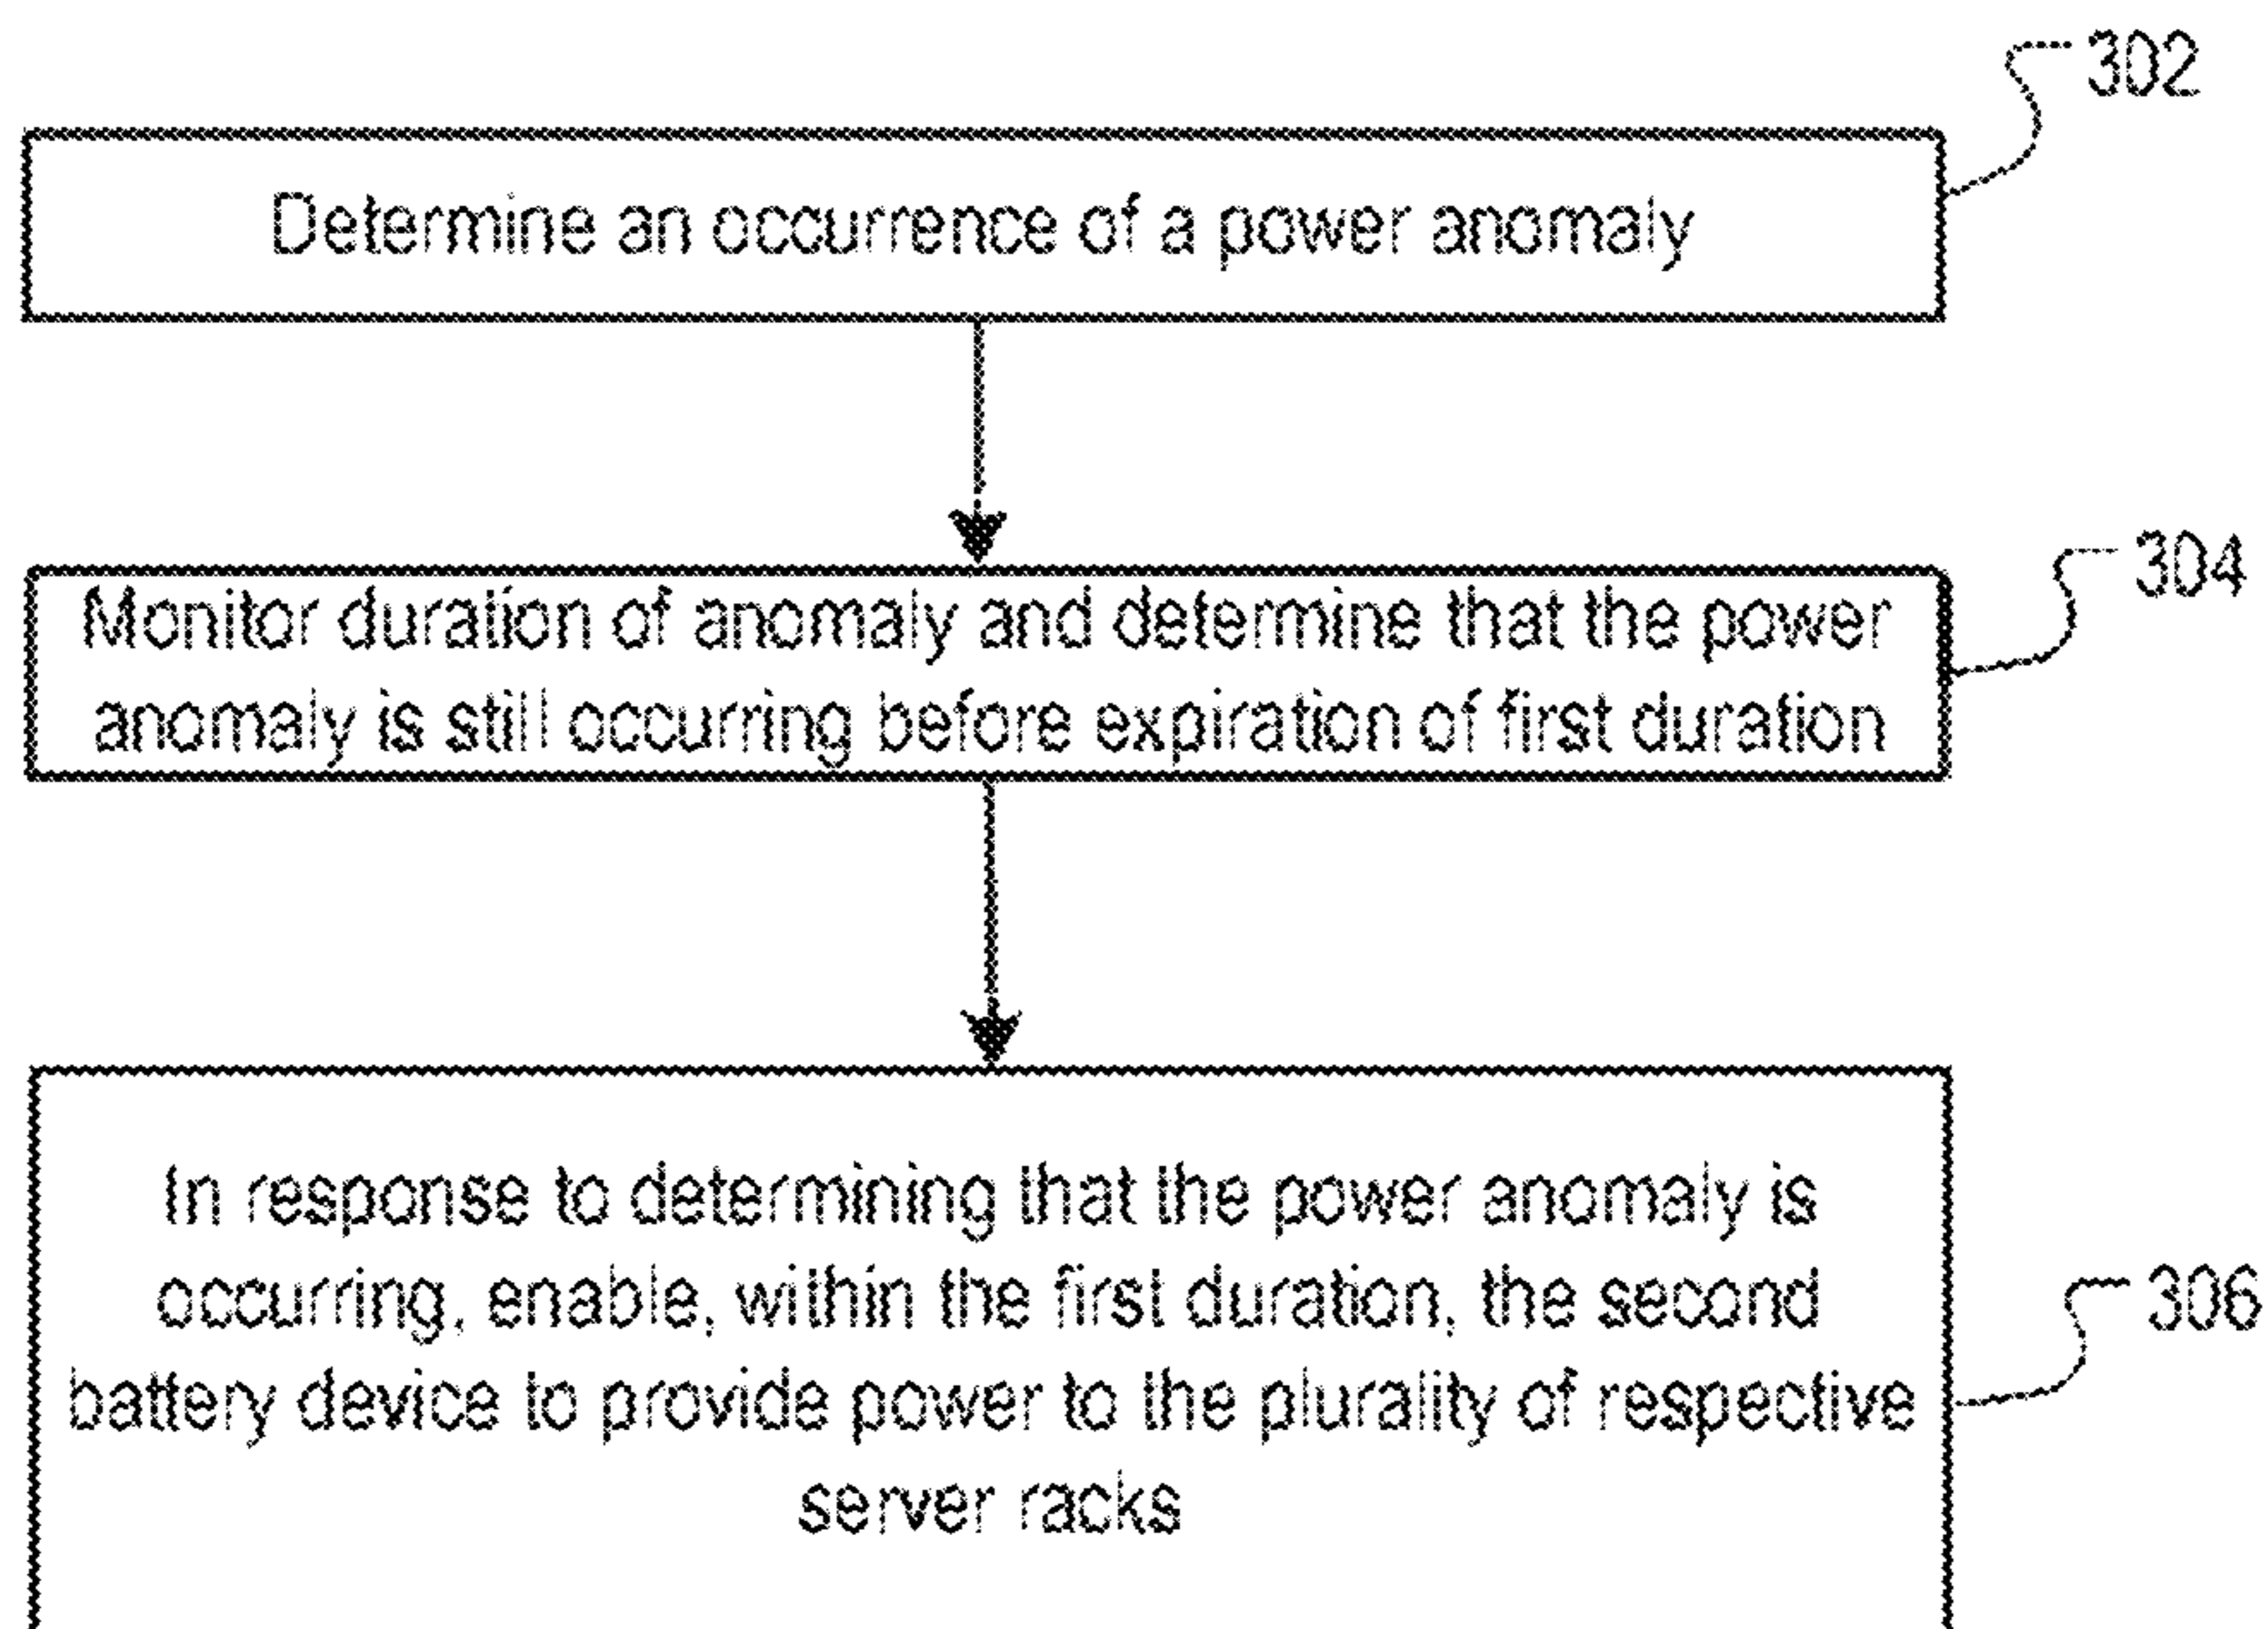 302
Determine an occurrence of a power anomaly
304
Monitor duration of anomaly and determine that the power
anomaly is still occurring before expiration of first duration
In response to determining that the power anomaly is
occurring, enable, within the first duration, the second
306
battery device to provide power to the plurality of respective
server racks